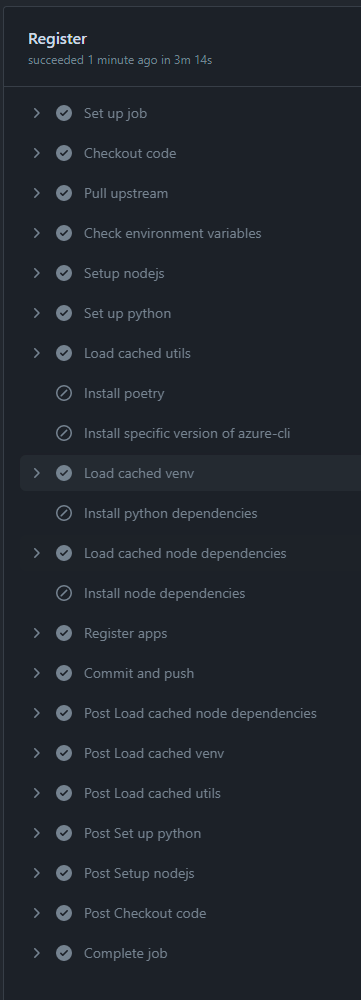 Register
succeeded 1 minute ago in 3m 14s
Set up job
Checkout code
Pull upstream
Check environment variables
Setup nodejs
Set up python
Load cached utils
Install poetry
Install specific version of azure-cli
Load cached venv
Install python dependencies
Load cached node dependencies
Install node dependencies
Register apps
Commit and push
Post Load cached node dependencies
Post Load cached venv
Post Load cached utils
Post Set up python
Post Setup nodejs
Post Checkout code
Complete job